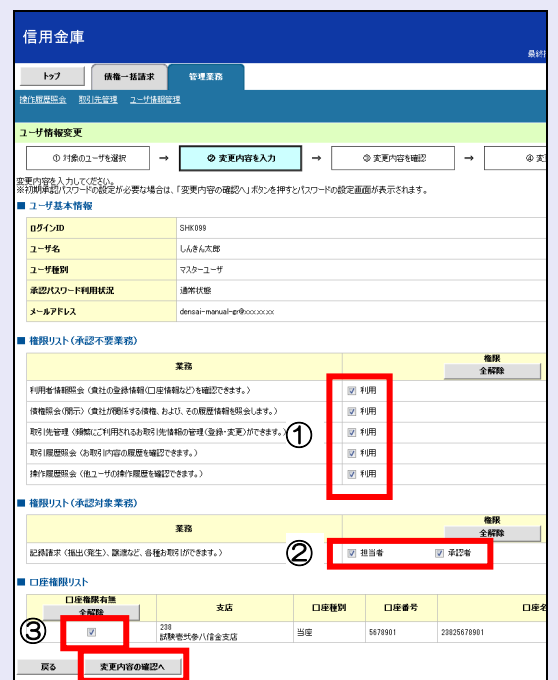 信用金庫
最終
トップ 債権一括請求 管理業務
操作履歴照会 取引先管理 ユーザ情報管理
ユーザ情報変更
① 対象のユーザを選択 → ② 変更内容を入力 → ③ 変更内容を確認 → ④ 変
変更内容を入力してください。
※初期承認パスワードの設定が必要な場合は、「変更内容の確認へ」ボタンを押すとパスワードの設定画面が表示されます。
■ ユーザ基本情報
ログインID SHK099
ユーザ名 しんきん太郎
ユーザ種別 マスターユーザ
承認パスワード利用状況 通常状態
メールアドレス densai-manual-gr@xxx.xx.xx
■ 権限リスト（承認不要業務）
業務 権限
全解除
利用者情報照会（貴社の登録情報(口座情報など)を確認できます。） 利用
債権照会(開示)（貴社が関係する債権、および、その履歴情報を照会します。） 利用
取引先管理（頻繁にご利用されるお取引先情報の管理(登録・変更)ができます。） ① 利用
取引履歴照会（お取引内容の履歴を確認できます。） 利用
操作履歴照会（他ユーザの操作履歴を確認できます。） 利用
■ 権限リスト（承認対象業務）
業務 権限
全解除
記録請求（振出(発生)、譲渡など、各種お取引ができます。） ② 担当者 承認者
■ 口座権限リスト
口座権限有無 支店 口座種別 口座番号 口座名
全解除
③ 238 当座 5678901 23825678901
試験壱弐参八信金支店
戻る 変更内容の確認へ